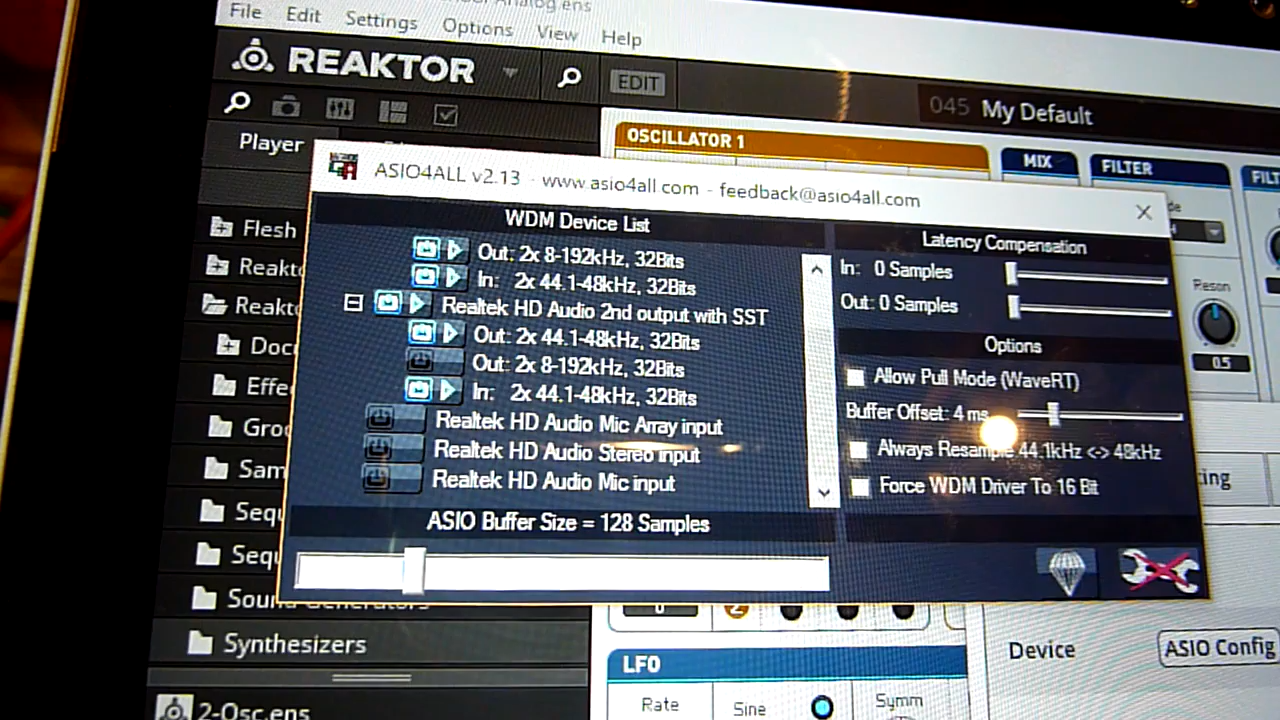 Analog.ens
File Edit Settings Options View Help
REAKTOR
EDIT
045 My Default
Player
OSCILLATOR 1
MIX
FILTER
ASIO4ALL v2.13 - www.asio4all.com - feedback@asio4all.com
WDM Device List
Out: 2x 8-192kHz, 32Bits
In: 2x 44.1-48kHz, 32Bits
Realtek HD Audio 2nd output with SST
Out: 2x 44.1-48kHz, 32Bits
Out: 2x 8-192kHz, 32Bits
In: 2x 44.1-48kHz, 32Bits
Realtek HD Audio Mic Array input
Realtek HD Audio Stereo input
Realtek HD Audio Mic input
ASIO Buffer Size = 128 Samples
Latency Compensation
In: 0 Samples
Out: 0 Samples
Options
Allow Pull Mode (WaveRT)
Buffer Offset: 4 ms
Always Resample 44.1kHz <-> 48kHz
Force WDM Driver To 16 Bit
Reson
0.5
Flesh
Sound Generators
Synthesizers
2-Osc.ens
LFO
Rate
Sine
Symm
Device
ASIO Config